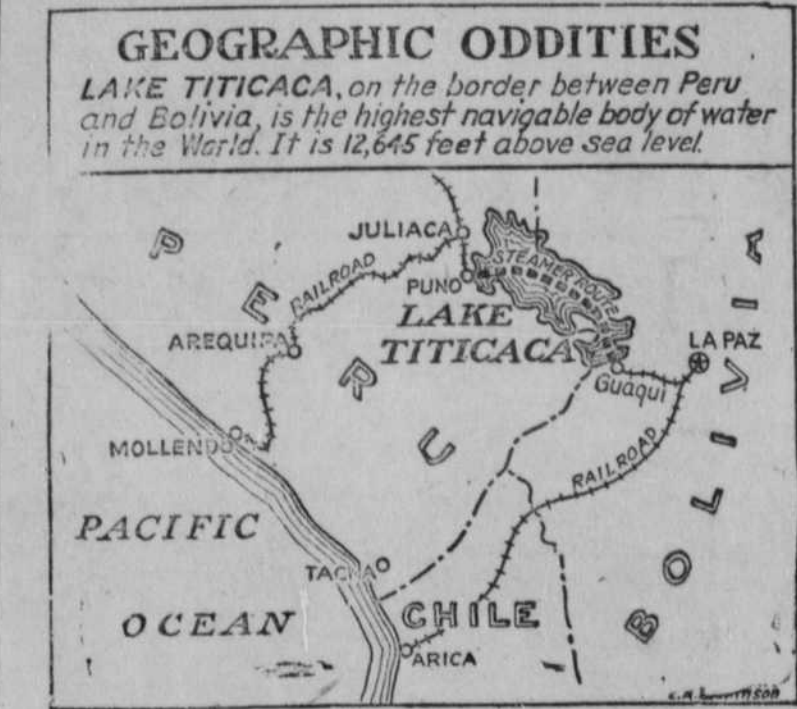 GEOGRAPHIC ODDITIES
LAKE TITICACA, on the border between Peru
and Bolivia, is the highest navigable body of water
in the World. It is 12,645 feet above sea level.
PERU
JULIACA
RAILROAD
STEAMER ROUTE
PUNO
LAKE
TITICACA
AREQUIPA
LA PAZ
Guaqui
BOLIVIA
MOLLENDO
RAILROAD
PACIFIC
OCEAN
TACNA
CHILE
ARICA